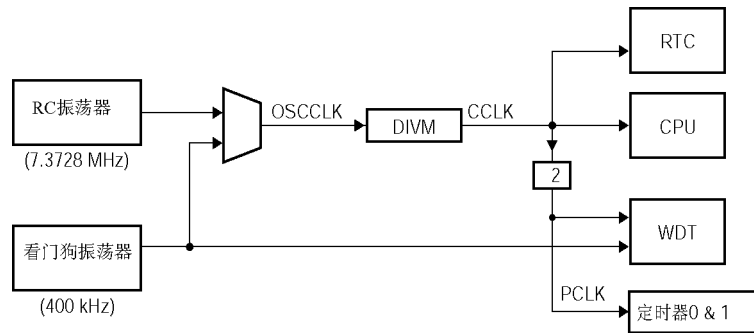 RTC
RC振荡器
OSCCLK
CCLK
DIVM
CPU
(7.3728 MHz)
2
看门狗振荡器
WDT
(400 kHz)
PCLK
定时器0 & 1